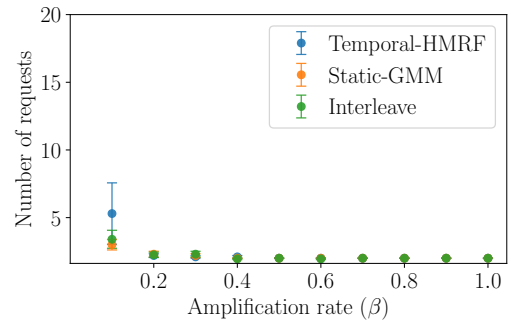 20
15
10
5
Number of requests
Temporal-HMRF
Static-GMM
Interleave
0.2 0.4 0.6 0.8 1.0
Amplification rate (β)